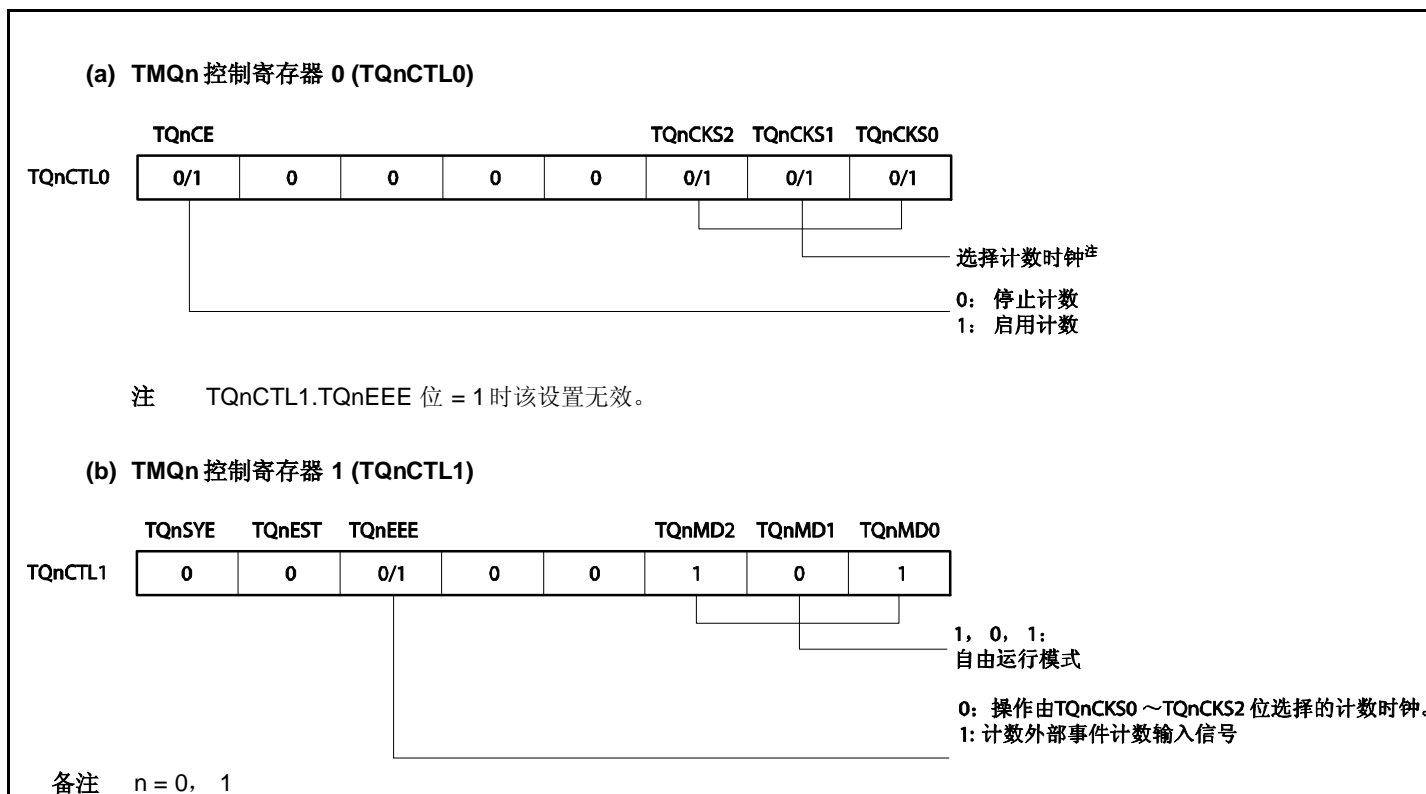 (a) TMQn 控制寄存器 0 (TQnCTL0)
TQnCE TQnCKS2 TQnCKS1 TQnCKS0
TQnCTL0 0/1 0 0 0 0 0/1 0/1 0/1
选择计数时钟注
0： 停止计数
1： 启用计数
注 TQnCTL1.TQnEEE 位 = 1 时该设置无效。
(b) TMQn 控制寄存器 1 (TQnCTL1)
TQnSYE TQnEST TQnEEE TQnMD2 TQnMD1 TQnMD0
TQnCTL1 0 0 0/1 0 0 1 0 1
1， 0， 1：
自由运行模式
0：操作由TQnCKS0～TQnCKS2 位选择的计数时钟。
1: 计数外部事件计数输入信号
备注 n = 0， 1